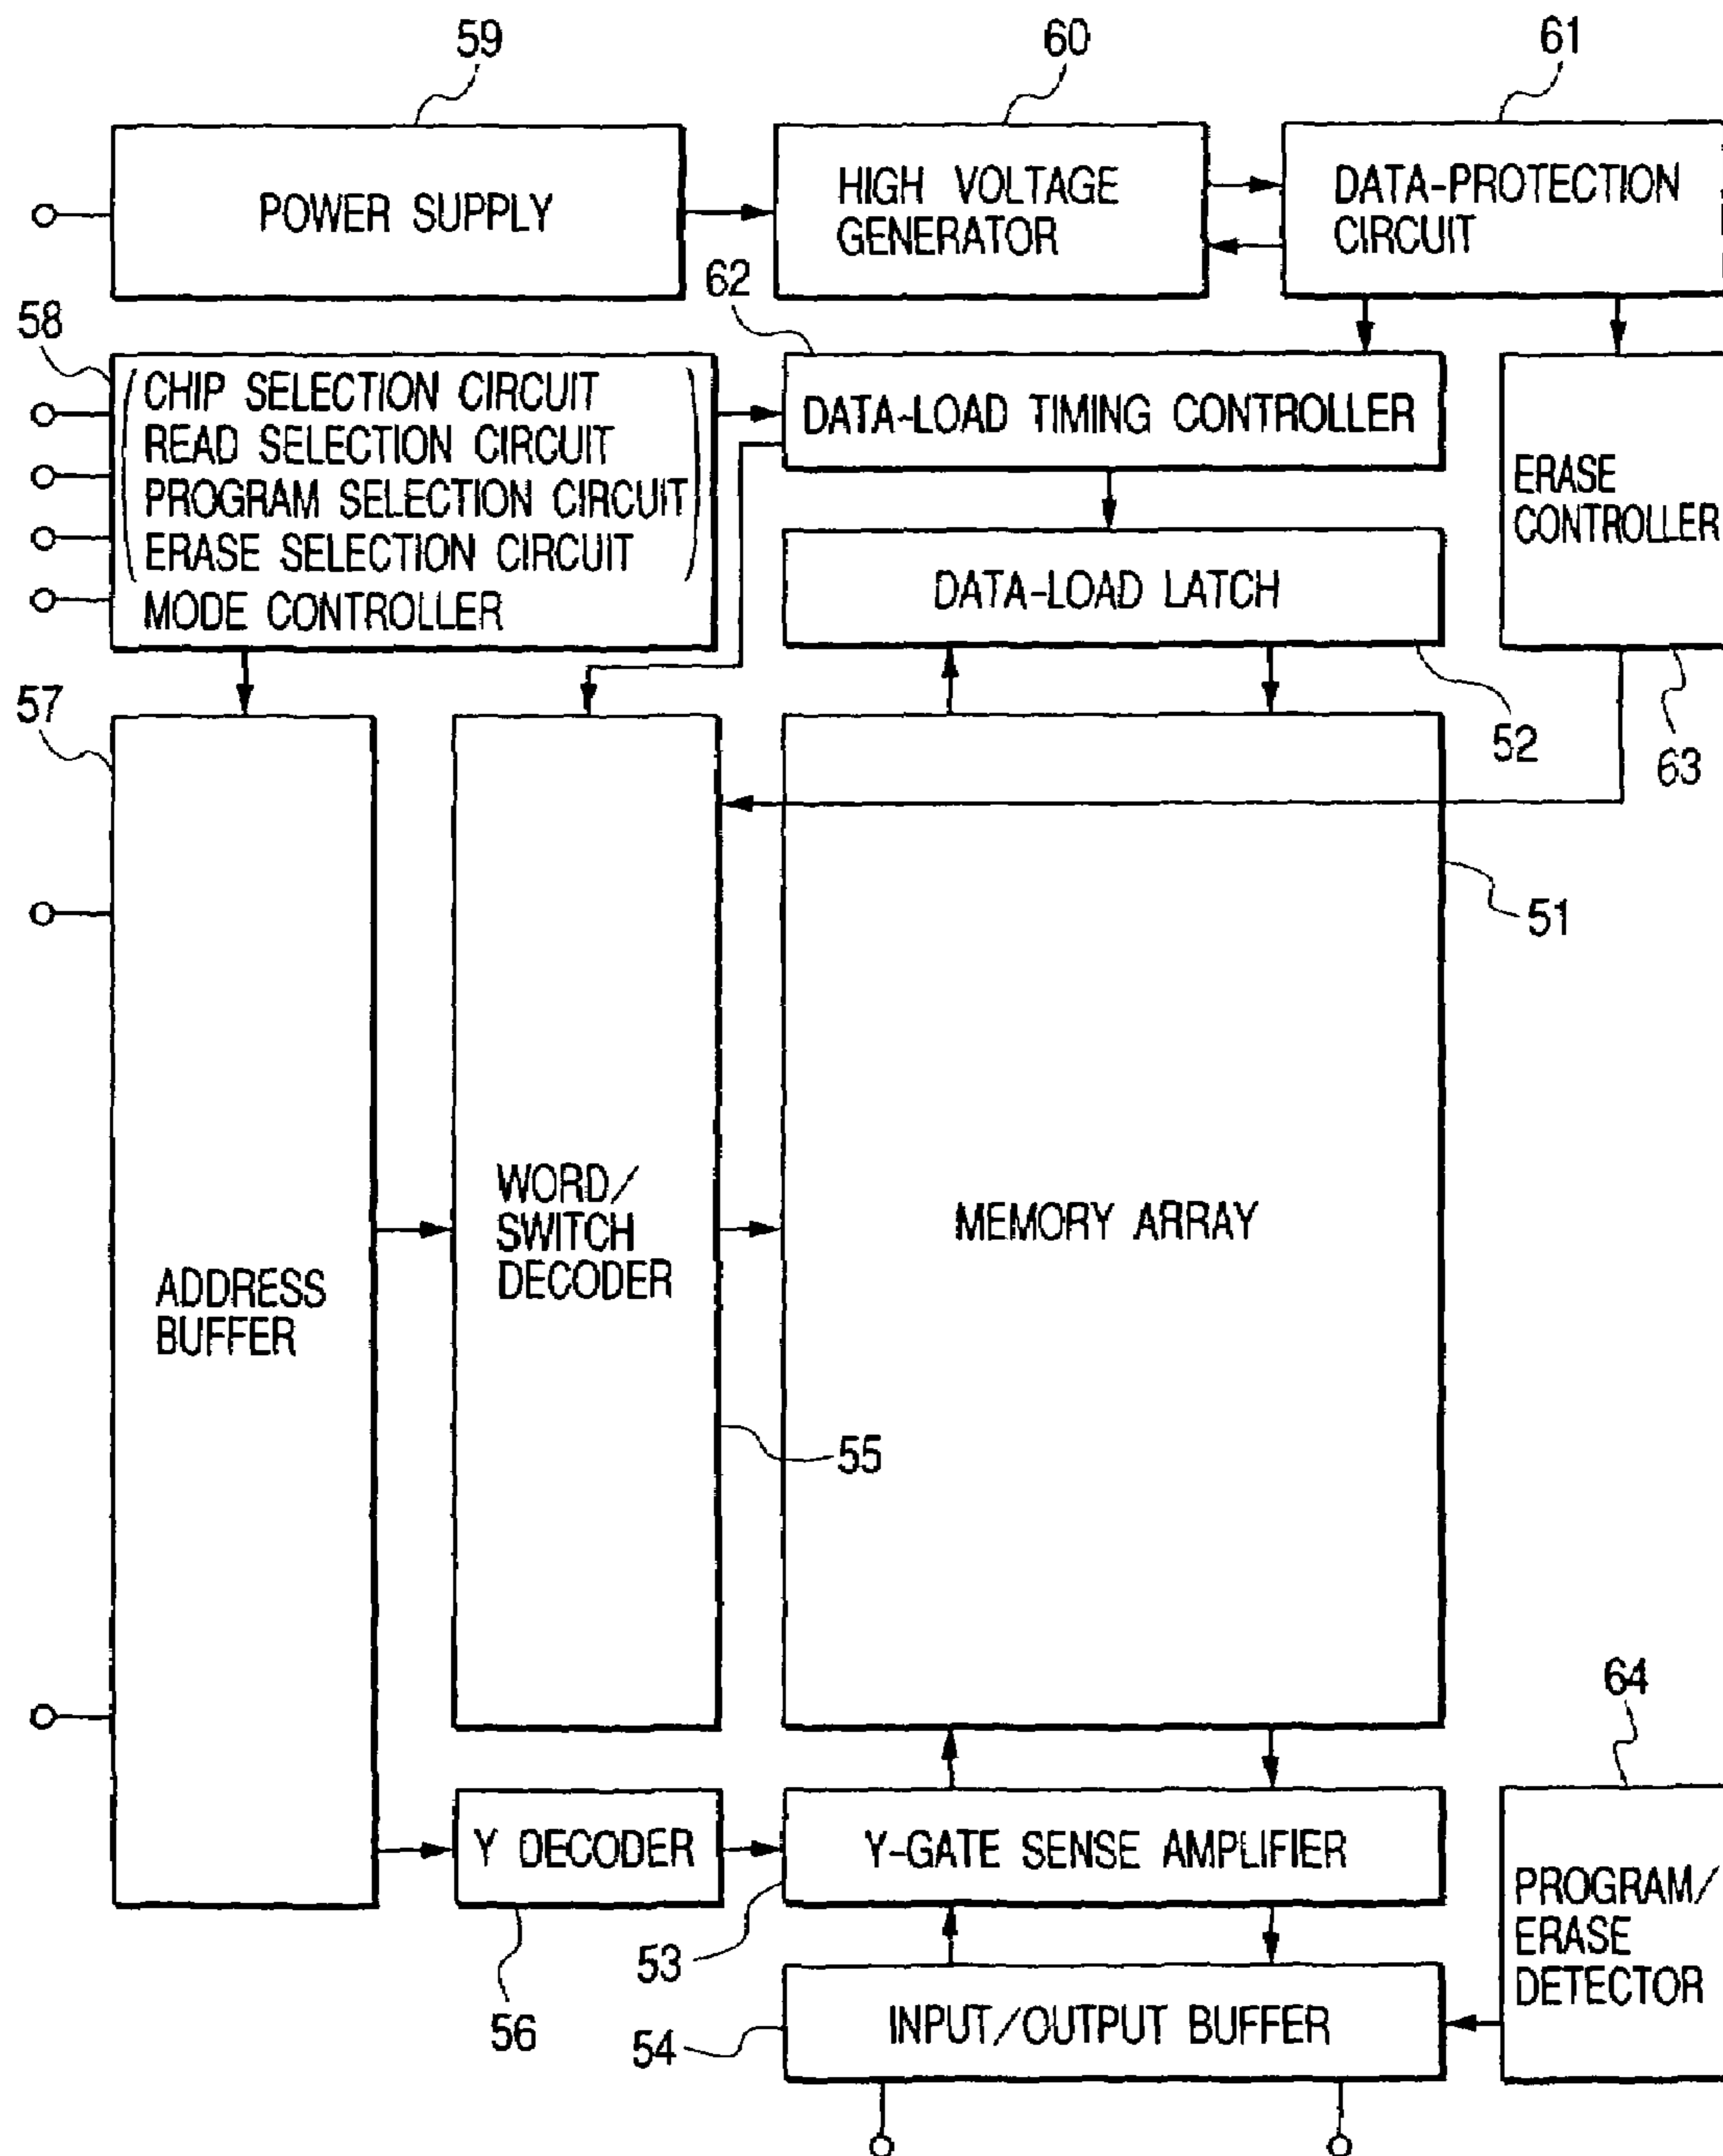 59
60
61
POWER SUPPLY
HIGH VOLTAGE
GENERATOR
DATA-PROTECTION
CIRCUIT
62
58
CHIP SELECTION CIRCUIT
READ SELECTION CIRCUIT
PROGRAM SELECTION CIRCUIT
ERASE SELECTION CIRCUIT
MODE CONTROLLER
DATA-LOAD TIMING CONTROLLER
ERASE
CONTROLLER
DATA-LOAD LATCH
57
52
63
51
WORD/
SWITCH
DECODER
MEMORY ARRAY
ADDRESS
BUFFER
55
64
Y DECODER
Y-GATE SENSE AMPLIFIER
PROGRAM/
ERASE
DETECTOR
53
56
54
INPUT/OUTPUT BUFFER